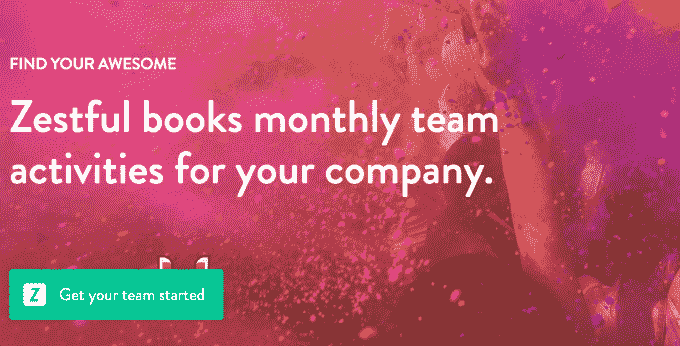 FIND YOUR AWESOME
Zestful books monthly team
activities for your company.
Z Get your team started